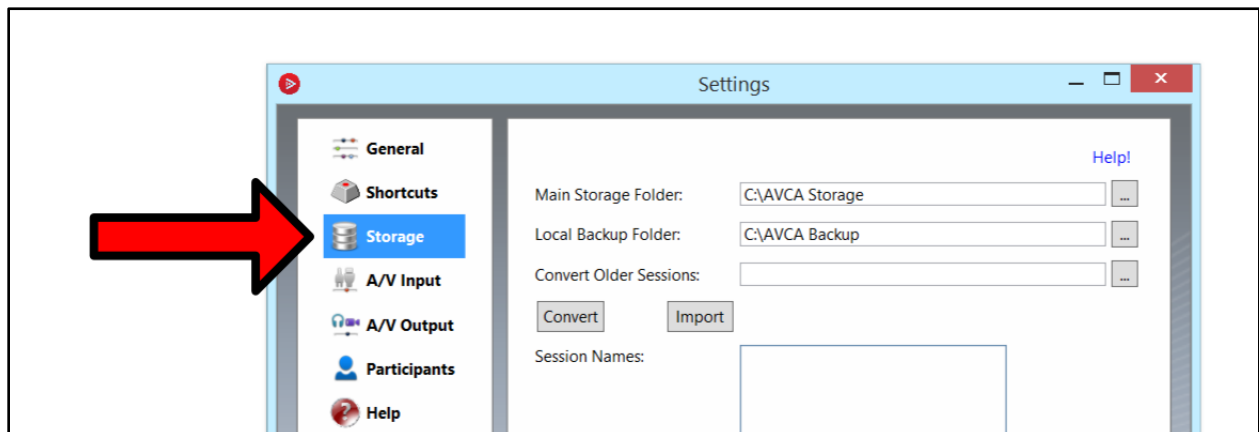 Settings
General
Shortcuts
Storage
A/V Input
A/V Output
Participants
Help
Help!
Main Storage Folder: C:\AVCA Storage ...
Local Backup Folder: C:\AVCA Backup ...
Convert Older Sessions: ...
Convert Import
Session Names: